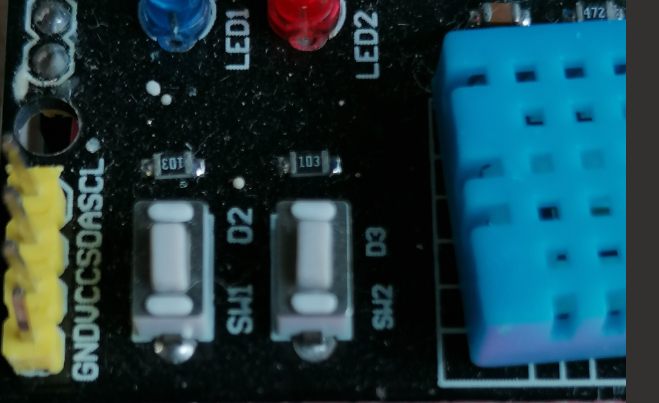 LED1
LED2
472
103
103
D2
D3
SW1
SW2
GNDVCCSDASCL